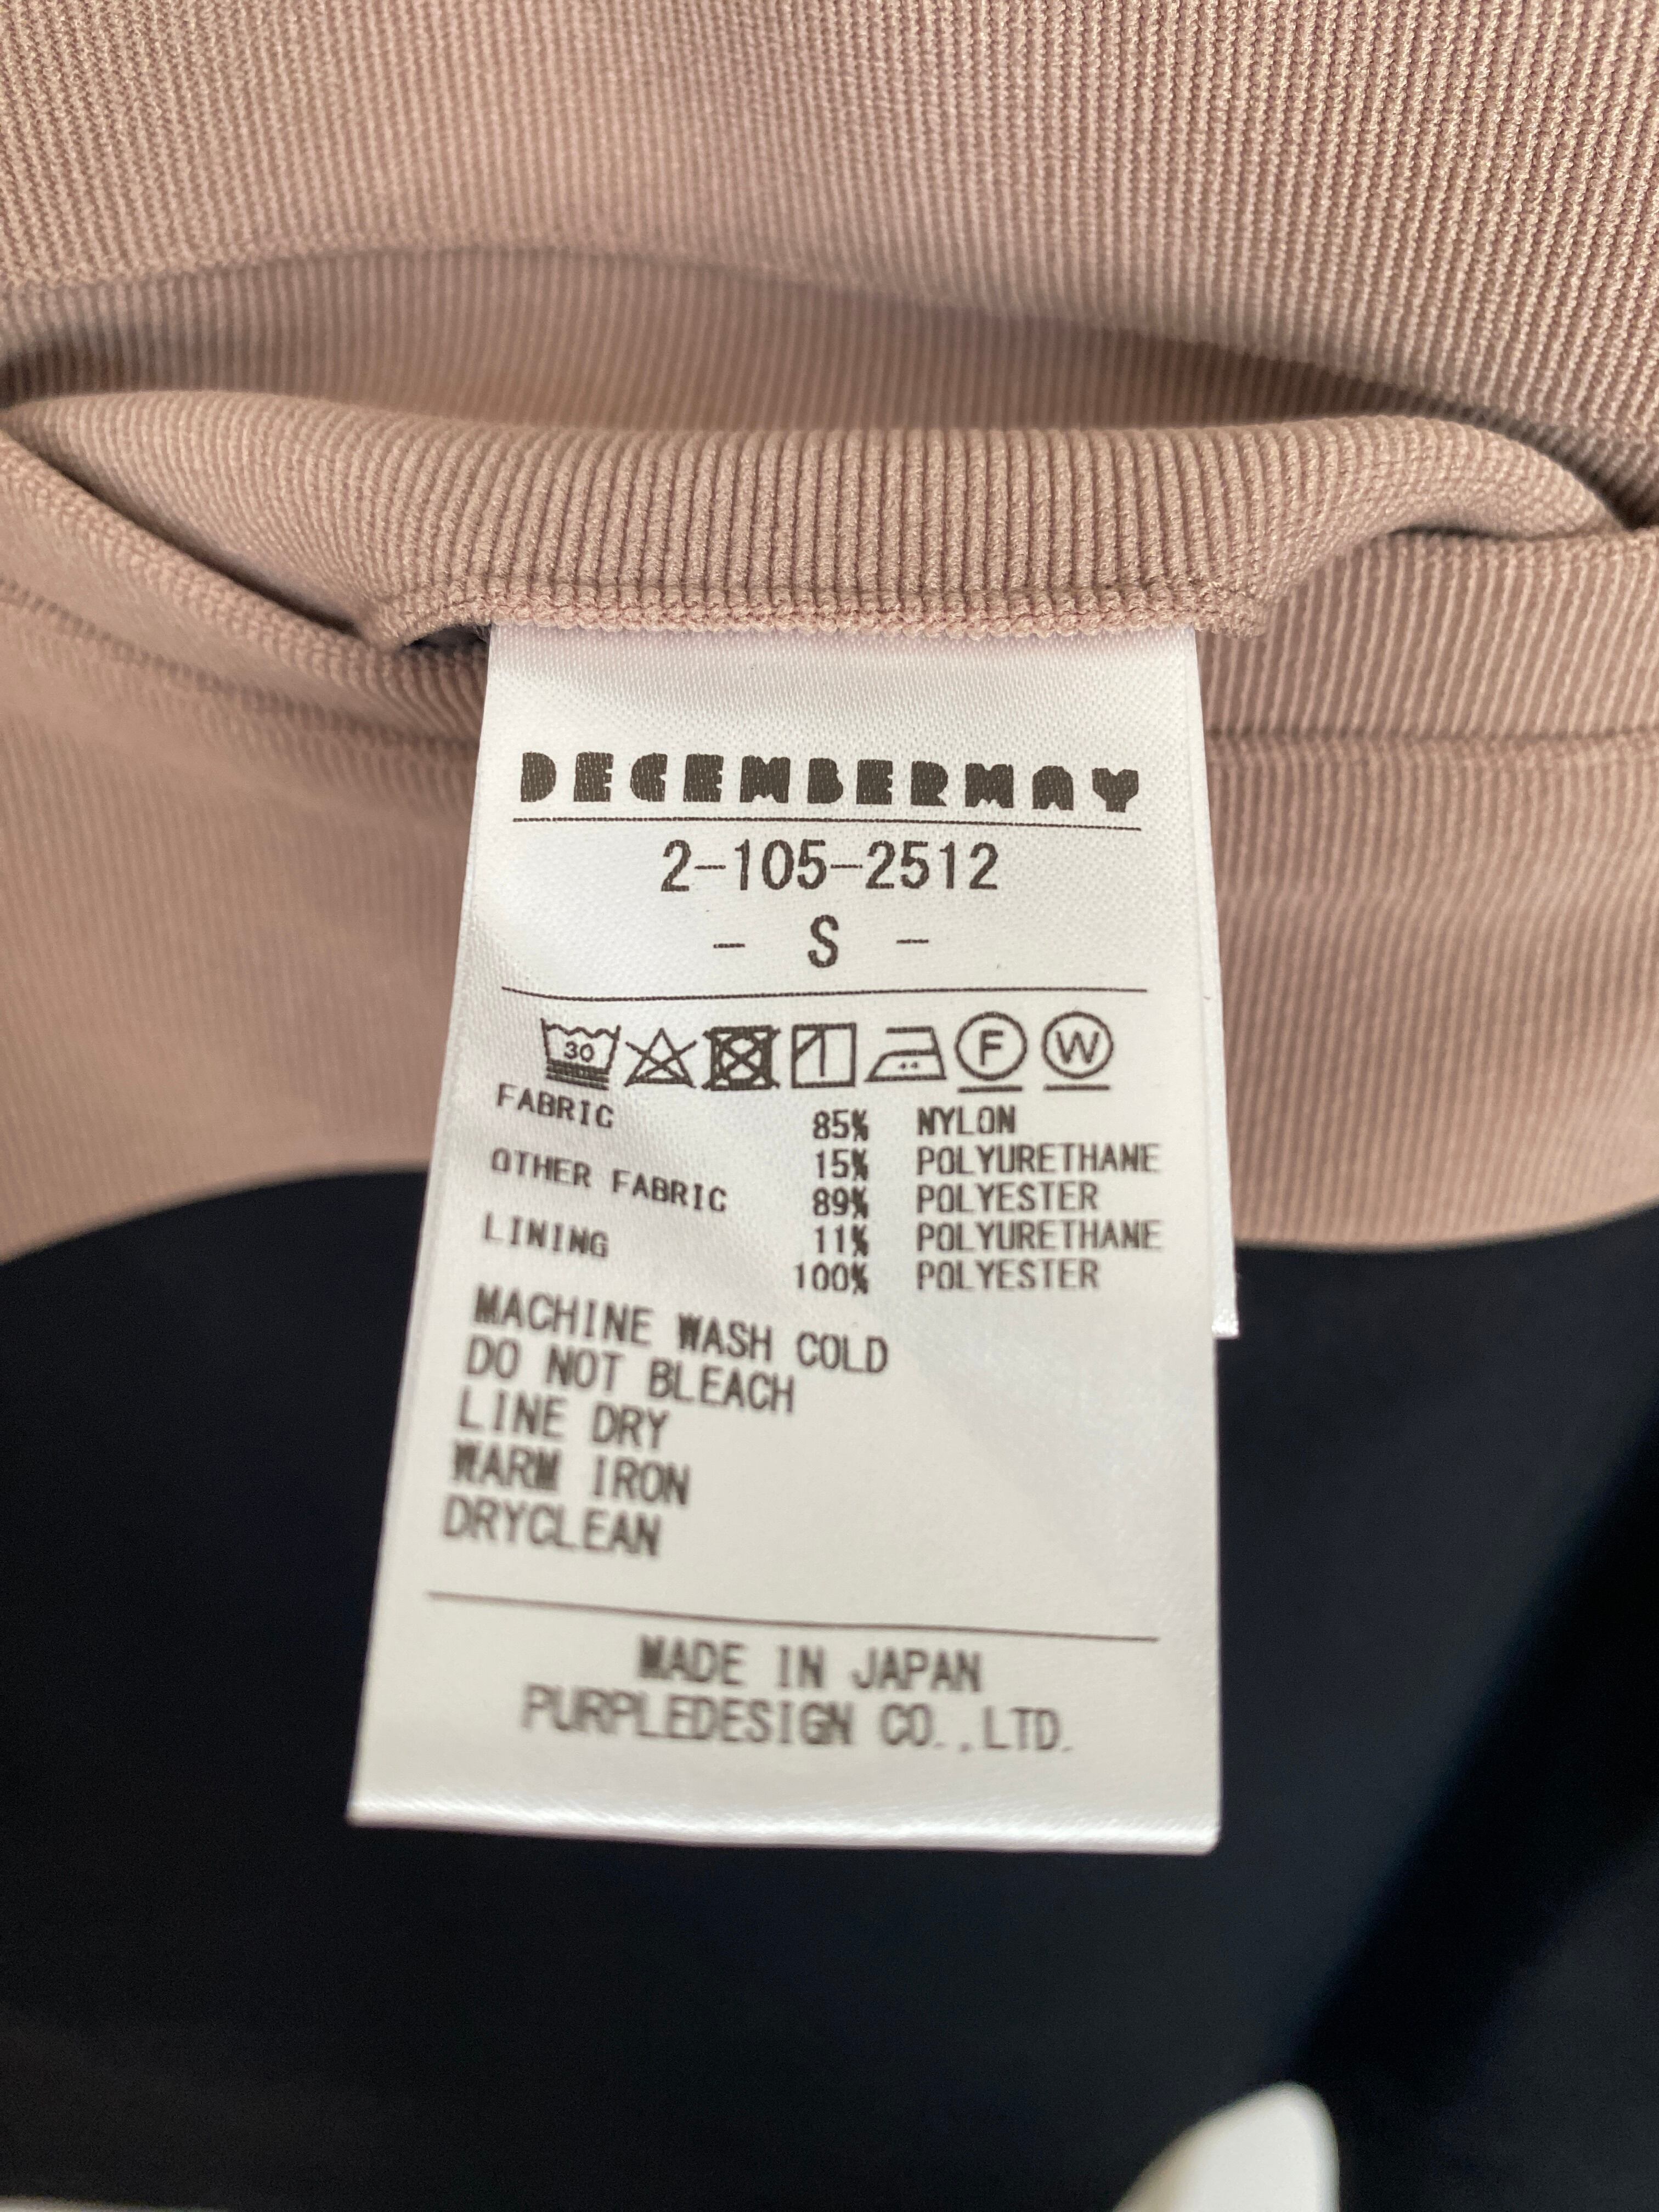 DECEMBERMAY
2-105-2512
- S -
30 F W
FABRIC 85% NYLON
15% POLYURETHANE
OTHER FABRIC 89% POLYESTER
11% POLYURETHANE
LINING 100% POLYESTER
MACHINE WASH COLD
DO NOT BLEACH
LINE DRY
WARM IRON
DRYCLEAN
MADE IN JAPAN
PURPLEDESIGN CO.,LTD.